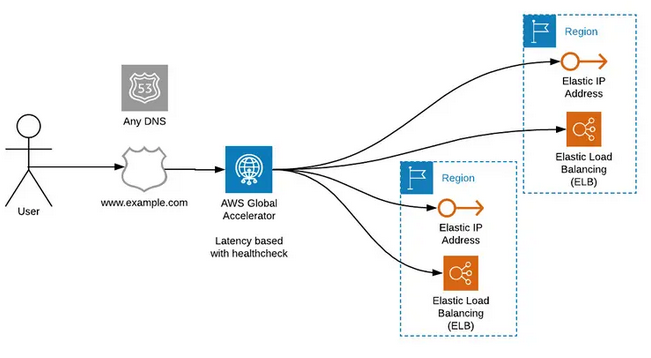 53
Any DNS
User
www.example.com
AWS Global
Accelerator
Latency based
with healthcheck
Region
Elastic IP
Address
Elastic Load
Balancing
(ELB)
Region
Elastic IP
Address
Elastic Load
Balancing
(ELB)